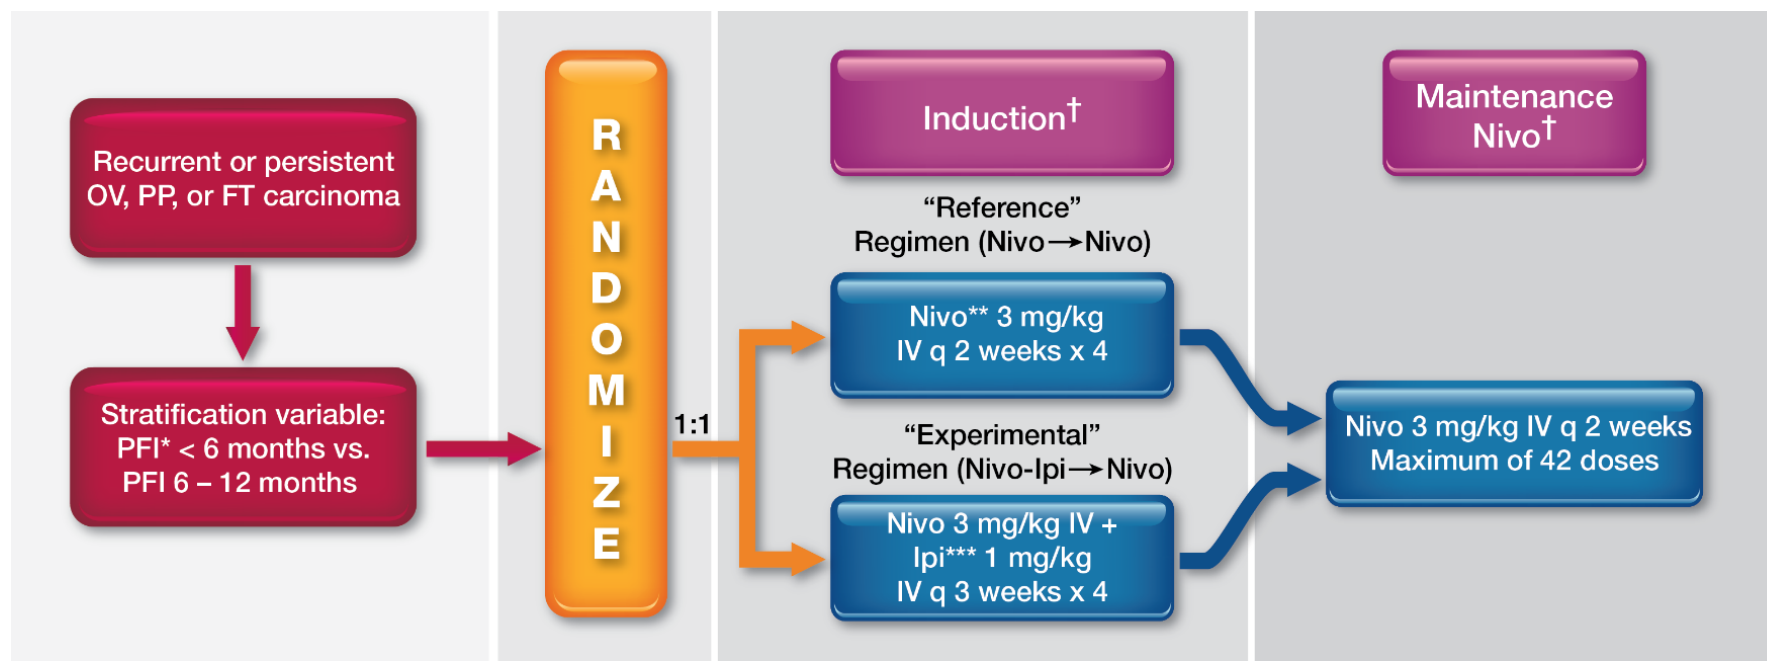 Recurrent or persistent
OV, PP, or FT carcinoma
Stratification variable:
PFI* < 6 months vs.
PFI 6 – 12 months
RANDOMIZE
1:1
Induction†
“Reference”
Regimen (Nivo→Nivo)
Nivo** 3 mg/kg
IV q 2 weeks x 4
“Experimental”
Regimen (Nivo-Ipi→Nivo)
Nivo 3 mg/kg IV +
Ipi*** 1 mg/kg
IV q 3 weeks x 4
Maintenance
Nivo†
Nivo 3 mg/kg IV q 2 weeks
Maximum of 42 doses